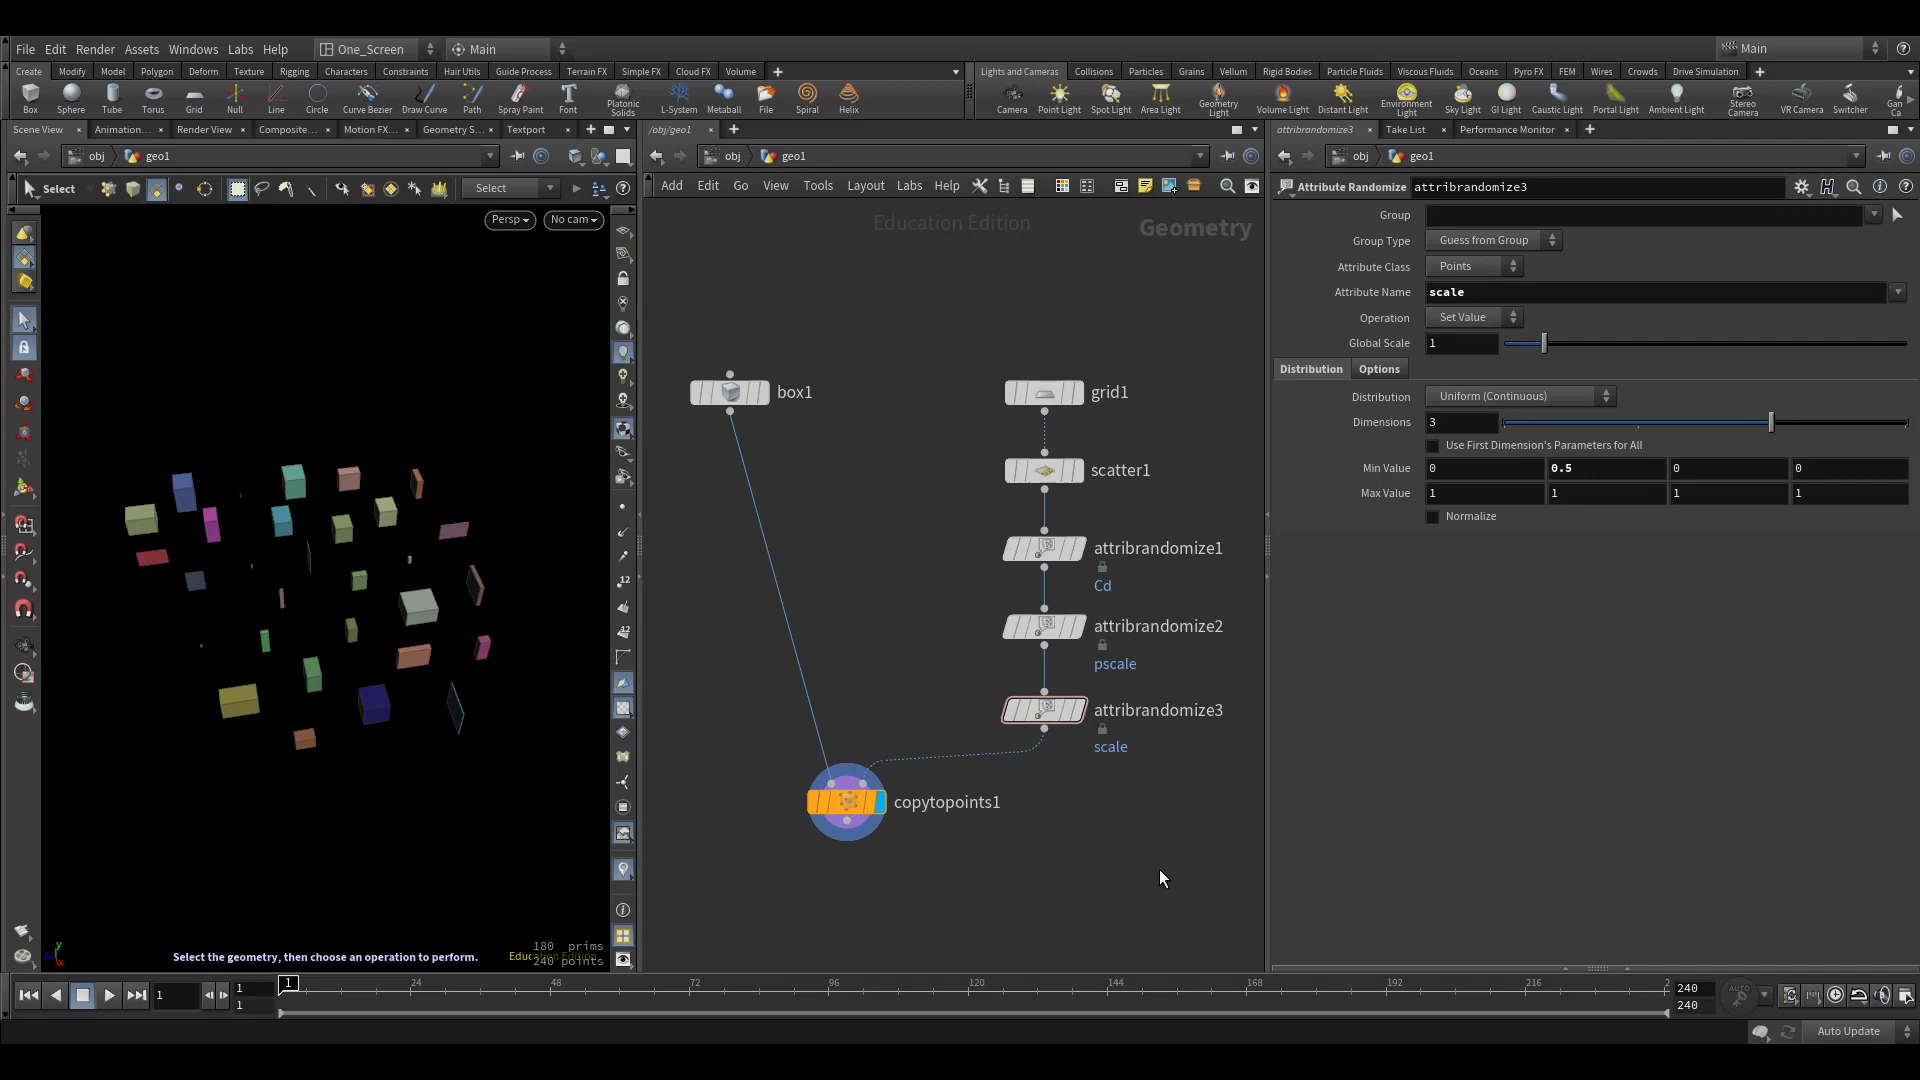 File Edit Render Assets Windows Labs Help One_Screen Main Main
Create Modify Model Polygon Deform Texture Rigging Characters Constraints Hair Utils Guide Process Terrain FX Simple FX Cloud FX Volume
Lights and Cameras Collisions Particles Grains Vellum Rigid Bodies Particle Fluids Viscous Fluids Oceans Pyro FX FEM Wires Crowds Drive Simulation
Box Sphere Tube Torus Grid Null Line Circle Curve Bezier Draw Curve Path Spray Paint Font Platonic Solids L-System Metaball File Spiral Helix
Camera Point Light Spot Light Area Light Geometry Light Volume Light Distant Light Environment Light Sky Light GI Light Caustic Light Portal Light Ambient Light Stereo Camera VR Camera Switcher
Scene View Animation... Render View Composite... Motion FX... Geometry S... Textport
/obj/geo1
attribrandomize3 Take List Performance Monitor
obj geo1
obj geo1
obj geo1
Select Select
Add Edit Go View Tools Layout Labs Help
Attribute Randomize attribrandomize3
Persp No cam
Education Edition Geometry
Group
Group Type Guess from Group
Attribute Class Points
Attribute Name scale
Operation Set Value
Global Scale 1
Distribution Options
Distribution Uniform (Continuous)
Dimensions 3
Use First Dimension's Parameters for All
Min Value 0 0.5 0 0
Max Value 1 1 1 1
Normalize
box1
grid1
scatter1
attribrandomize1
Cd
attribrandomize2
pscale
attribrandomize3
scale
copytopoints1
12
12
180 prims
240 points
Select the geometry, then choose an operation to perform.
y
x
1 1 1 1 24 48 72 96 120 144 168 192 216 2 240 240
AUTO
Auto Update